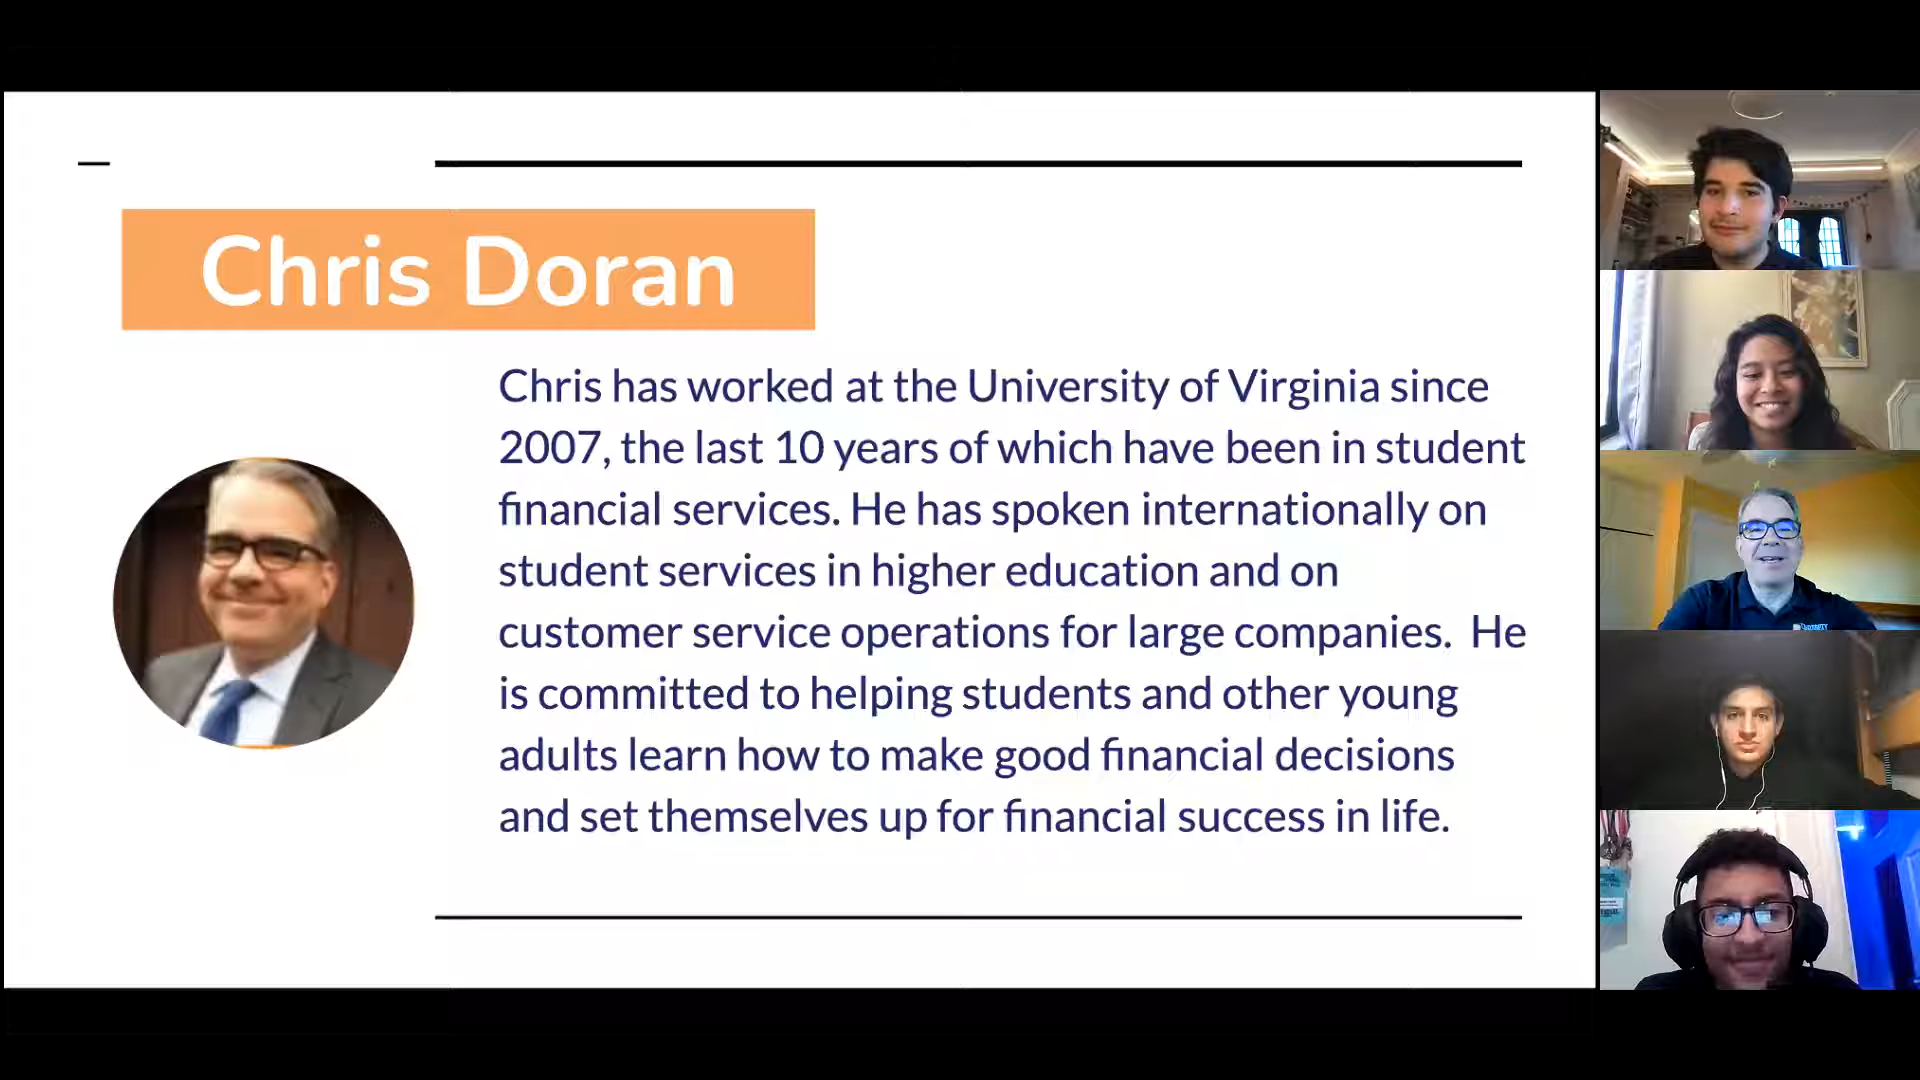 Chris Doran
Chris has worked at the University of Virginia since
2007, the last 10 years of which have been in student
financial services. He has spoken internationally on
student services in higher education and on
customer service operations for large companies.  He
is committed to helping students and other young
adults learn how to make good financial decisions
and set themselves up for financial success in life.